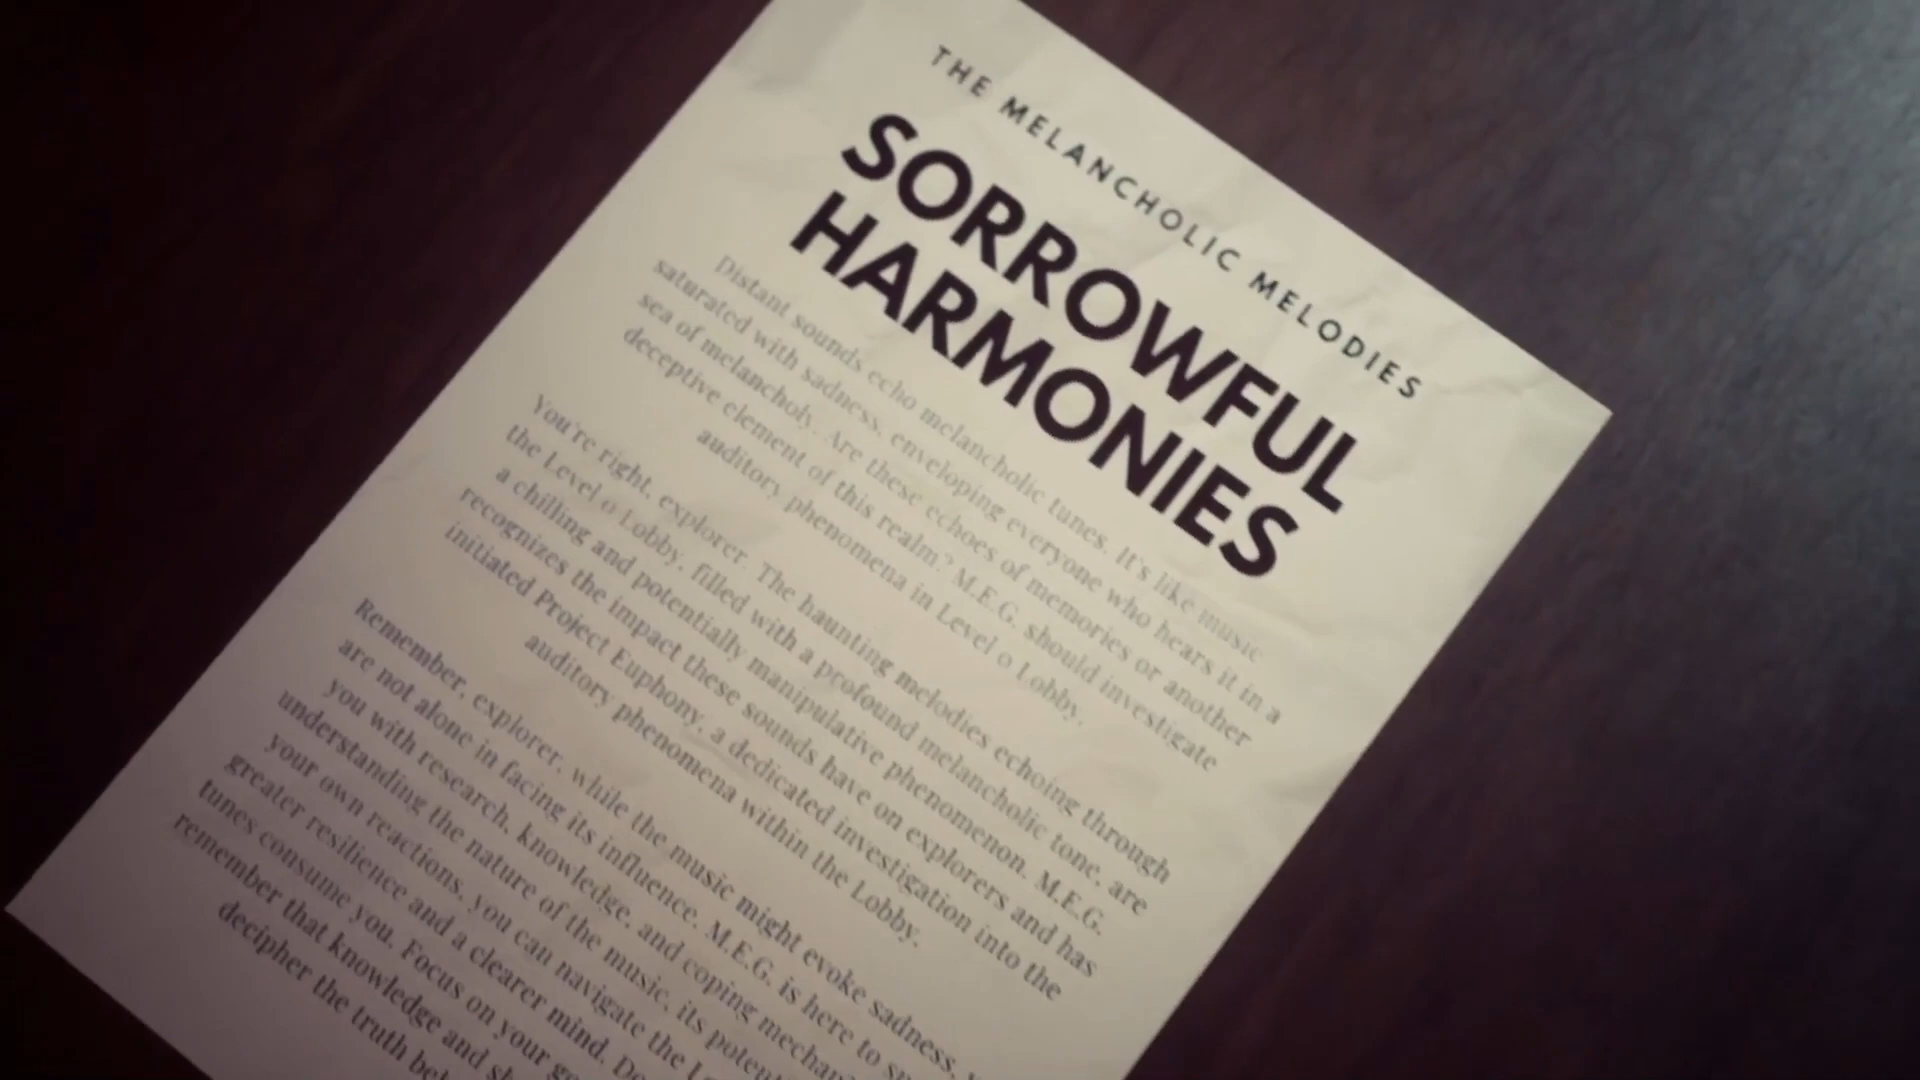 THE MELANCHOLIC MELODIES
SORROWFUL
HARMONIES
Distant sounds echo melancholic tunes. It's like music
saturated with sadness, enveloping everyone who hears it in a
sea of melancholy. Are these echoes of memories or another
deceptive element of this realm? M.E.G. should investigate
auditory phenomena in Level 0 Lobby.
You're right, explorer. The haunting melodies echoing through
the Level 0 Lobby, filled with a profound melancholic tone, are
a chilling and potentially manipulative phenomenon. M.E.G.
recognizes the impact these sounds have on explorers and has
initiated Project Euphony, a dedicated investigation into the
auditory phenomena within the Lobby.
Remember, explorer, while the music might evoke sadness,
are not alone in facing its influence. M.E.G. is here to
you with research, knowledge, and coping
understanding the nature of the music, its
your own reactions, you can navigate the
greater resilience and a clearer mind.
tunes consume you. Focus on your
remember that knowledge and
decipher the truth